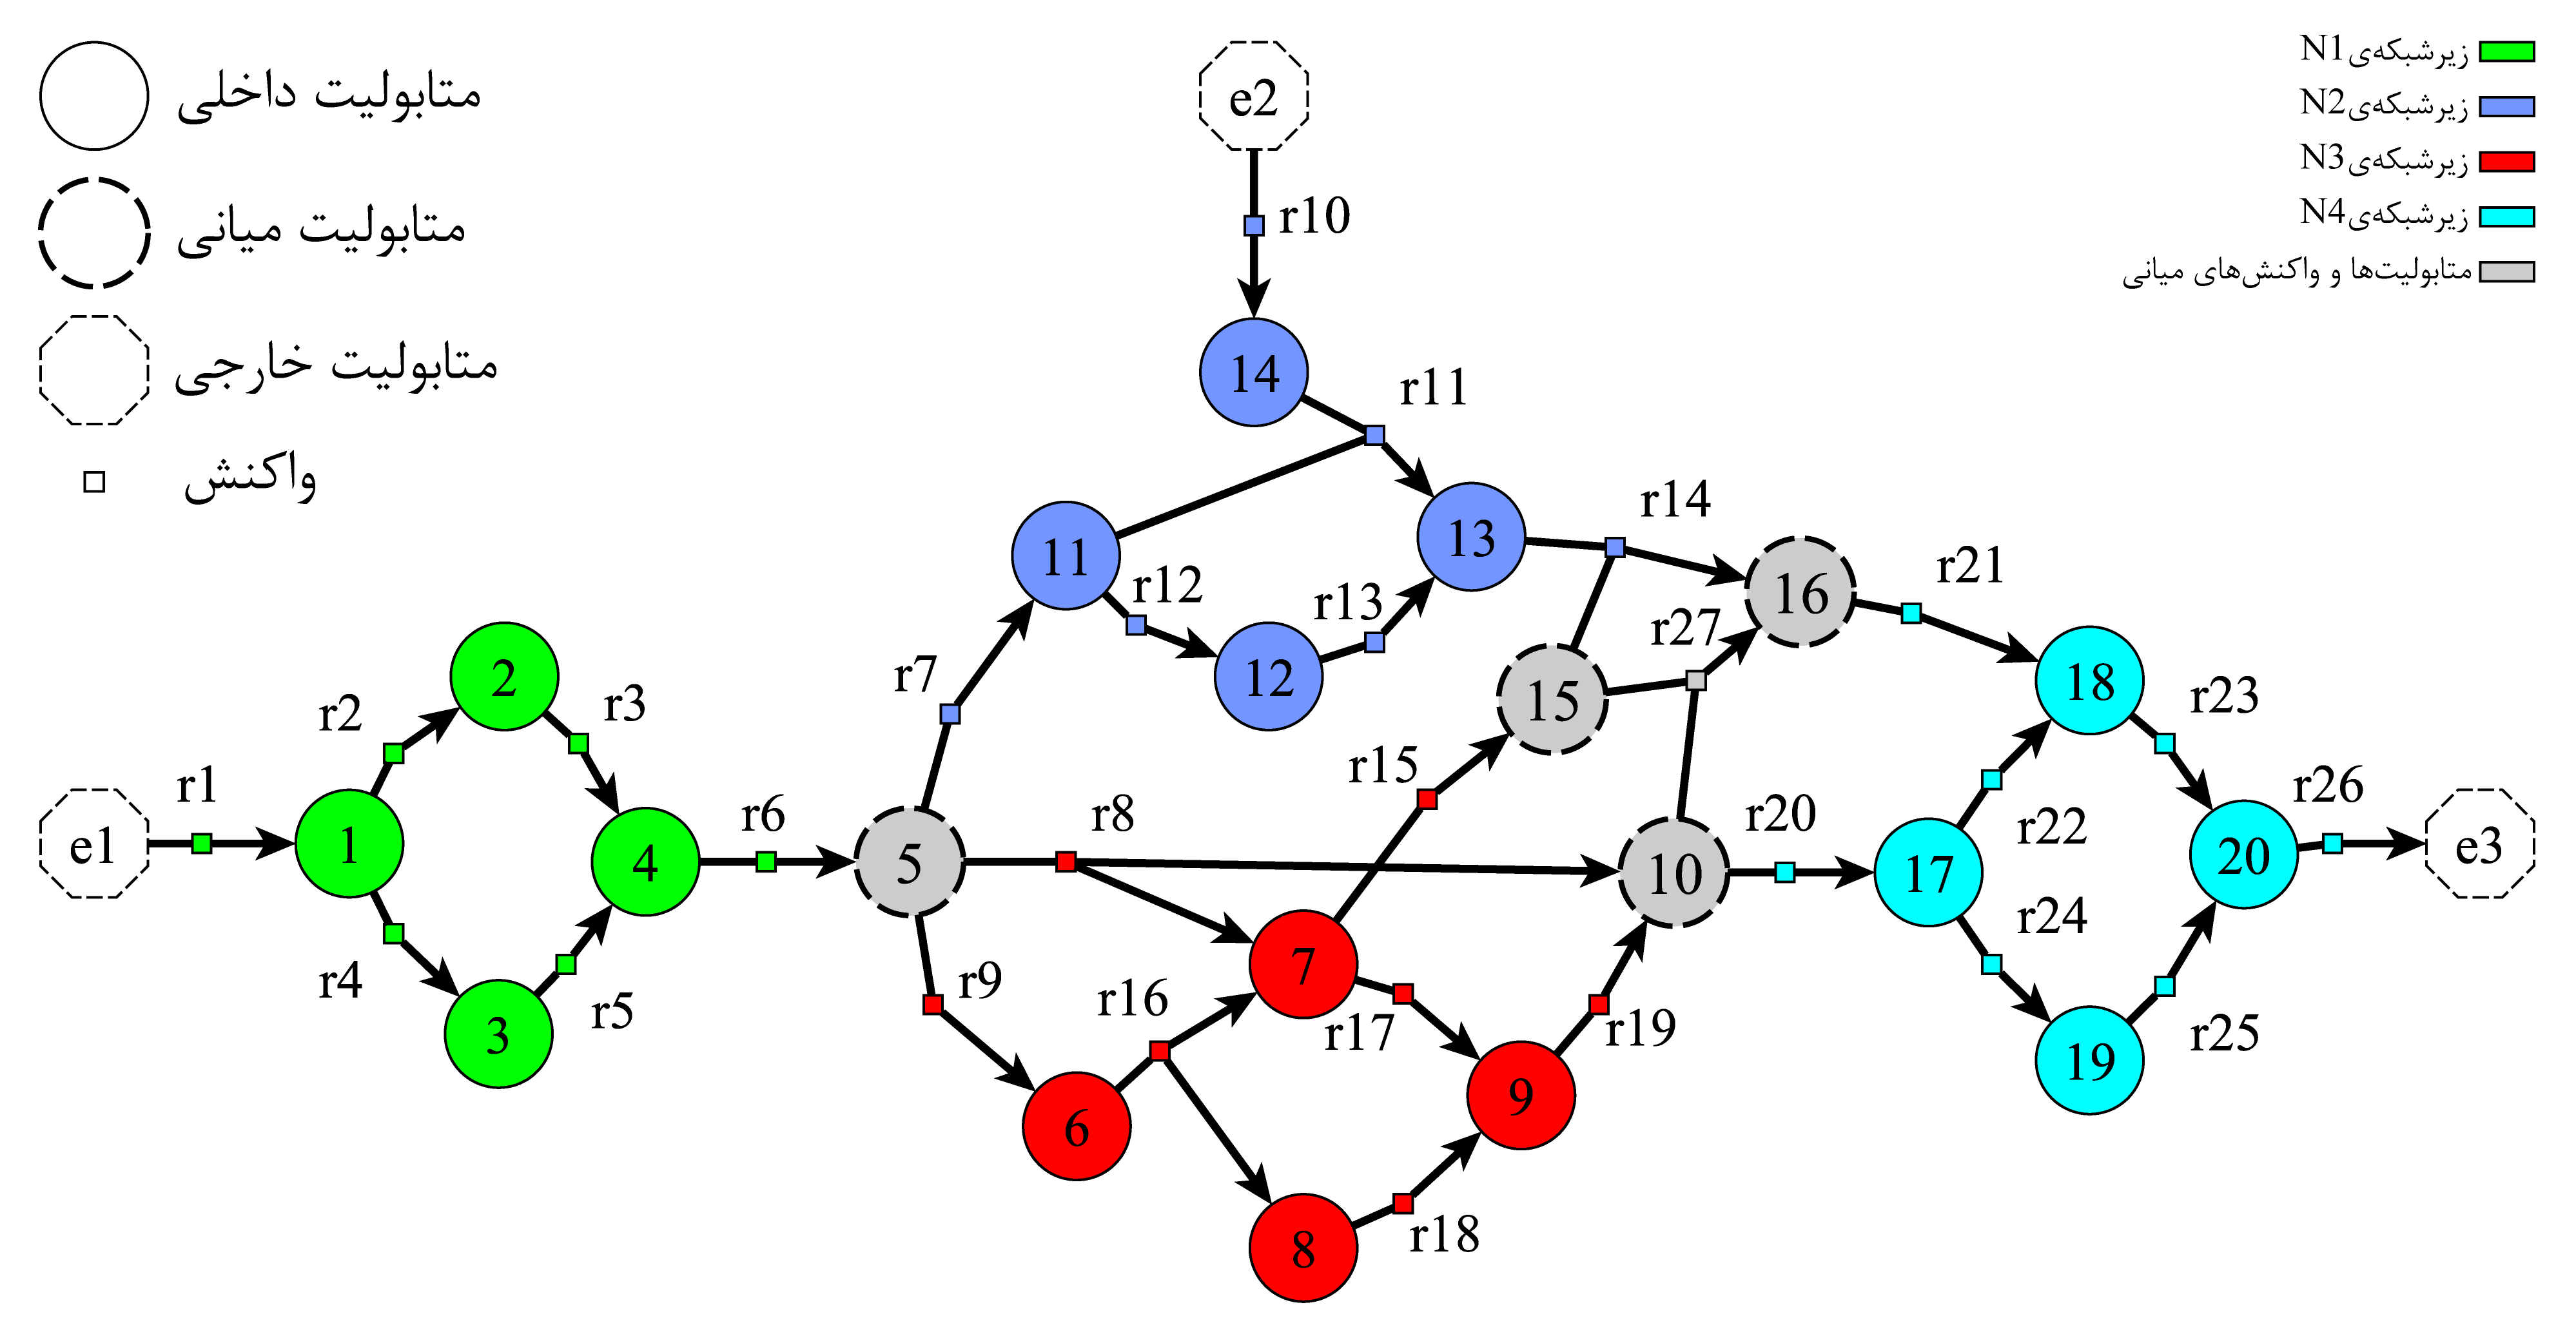 متابولیت داخلی
متابولیت میانی
متابولیت خارجی
واکنش
زیرشبکه‌ی N1
زیرشبکه‌ی N2
زیرشبکه‌ی N3
زیرشبکه‌ی N4
متابولیت‌ها و واکنش‌های میانی
e2
r10
14
r11
11
13
r14
r12
r13
12
16
r21
r27
15
18
r7
r23
2
r2
r3
r15
e1
r1
1
4
r6
5
r8
10
r20
17
r22
20
r26
e3
r4
3
r5
r9
r16
7
r17
r19
r24
19
r25
6
9
8
r18